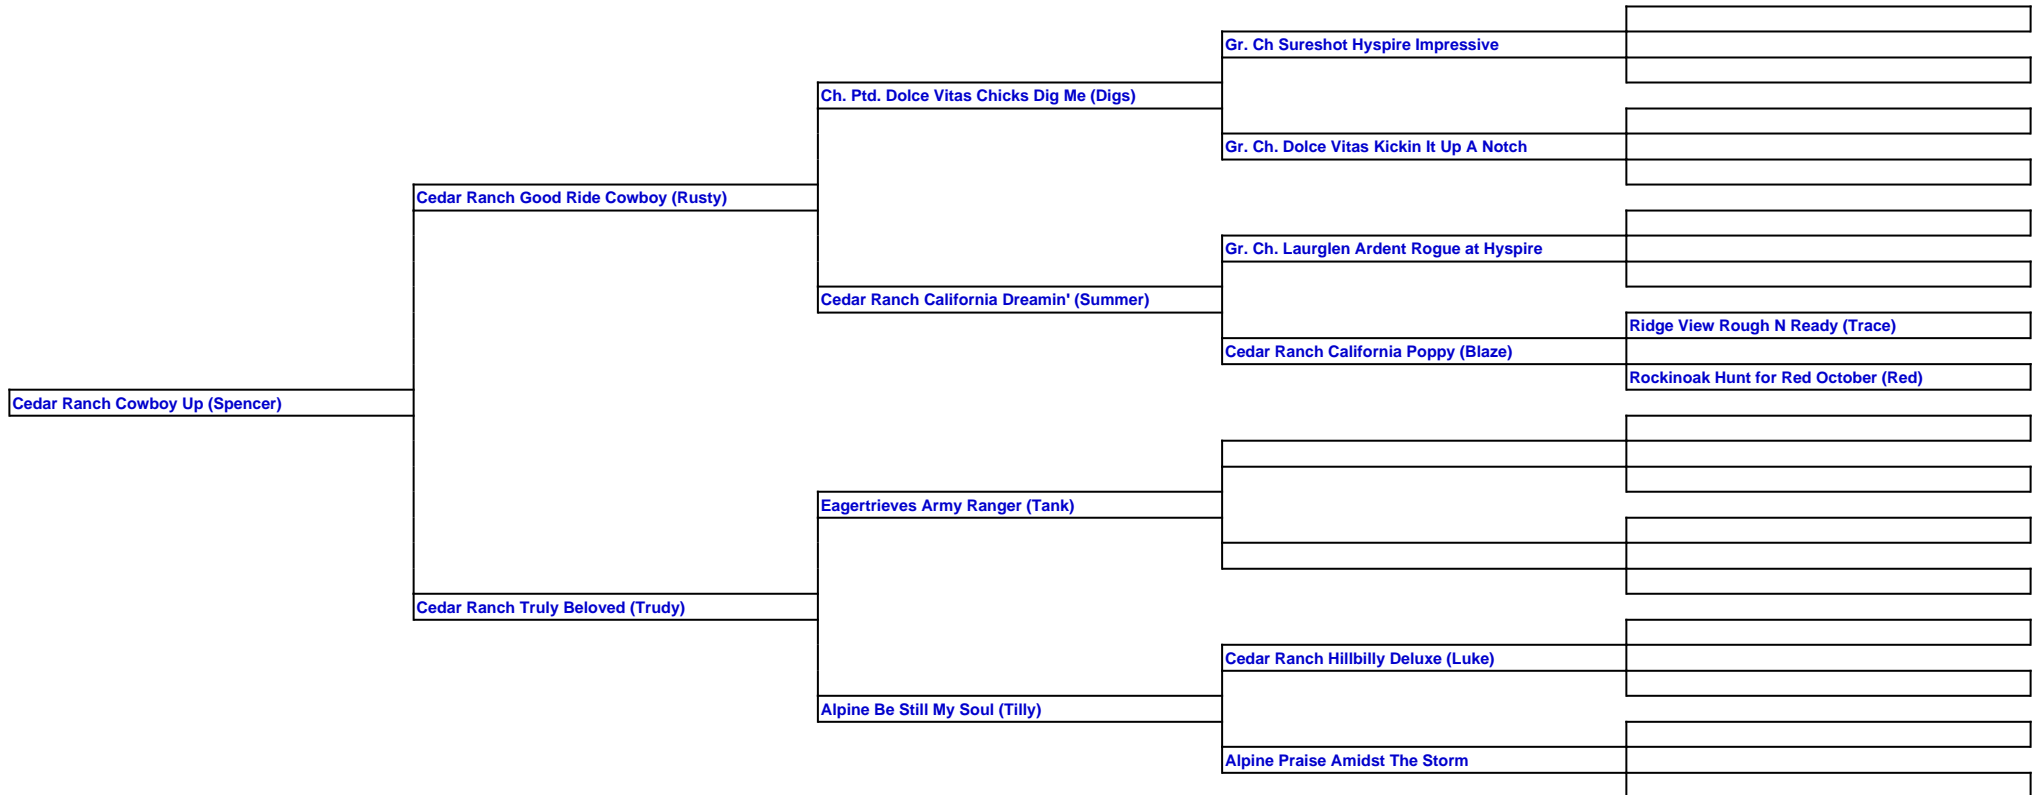 Gr. Ch Sureshot Hyspire Impressive
Ch. Ptd. Dolce Vitas Chicks Dig Me (Digs)
Gr. Ch. Dolce Vitas Kickin It Up A Notch
Cedar Ranch Good Ride Cowboy (Rusty)
Gr. Ch. Laurglen Ardent Rogue at Hyspire
Cedar Ranch California Dreamin' (Summer)
Ridge View Rough N Ready (Trace)
Cedar Ranch California Poppy (Blaze)
Rockinoak Hunt for Red October (Red)
Cedar Ranch Cowboy Up (Spencer)
Eagertrieves Army Ranger (Tank)
Cedar Ranch Truly Beloved (Trudy)
Cedar Ranch Hillbilly Deluxe (Luke)
Alpine Be Still My Soul (Tilly)
Alpine Praise Amidst The Storm